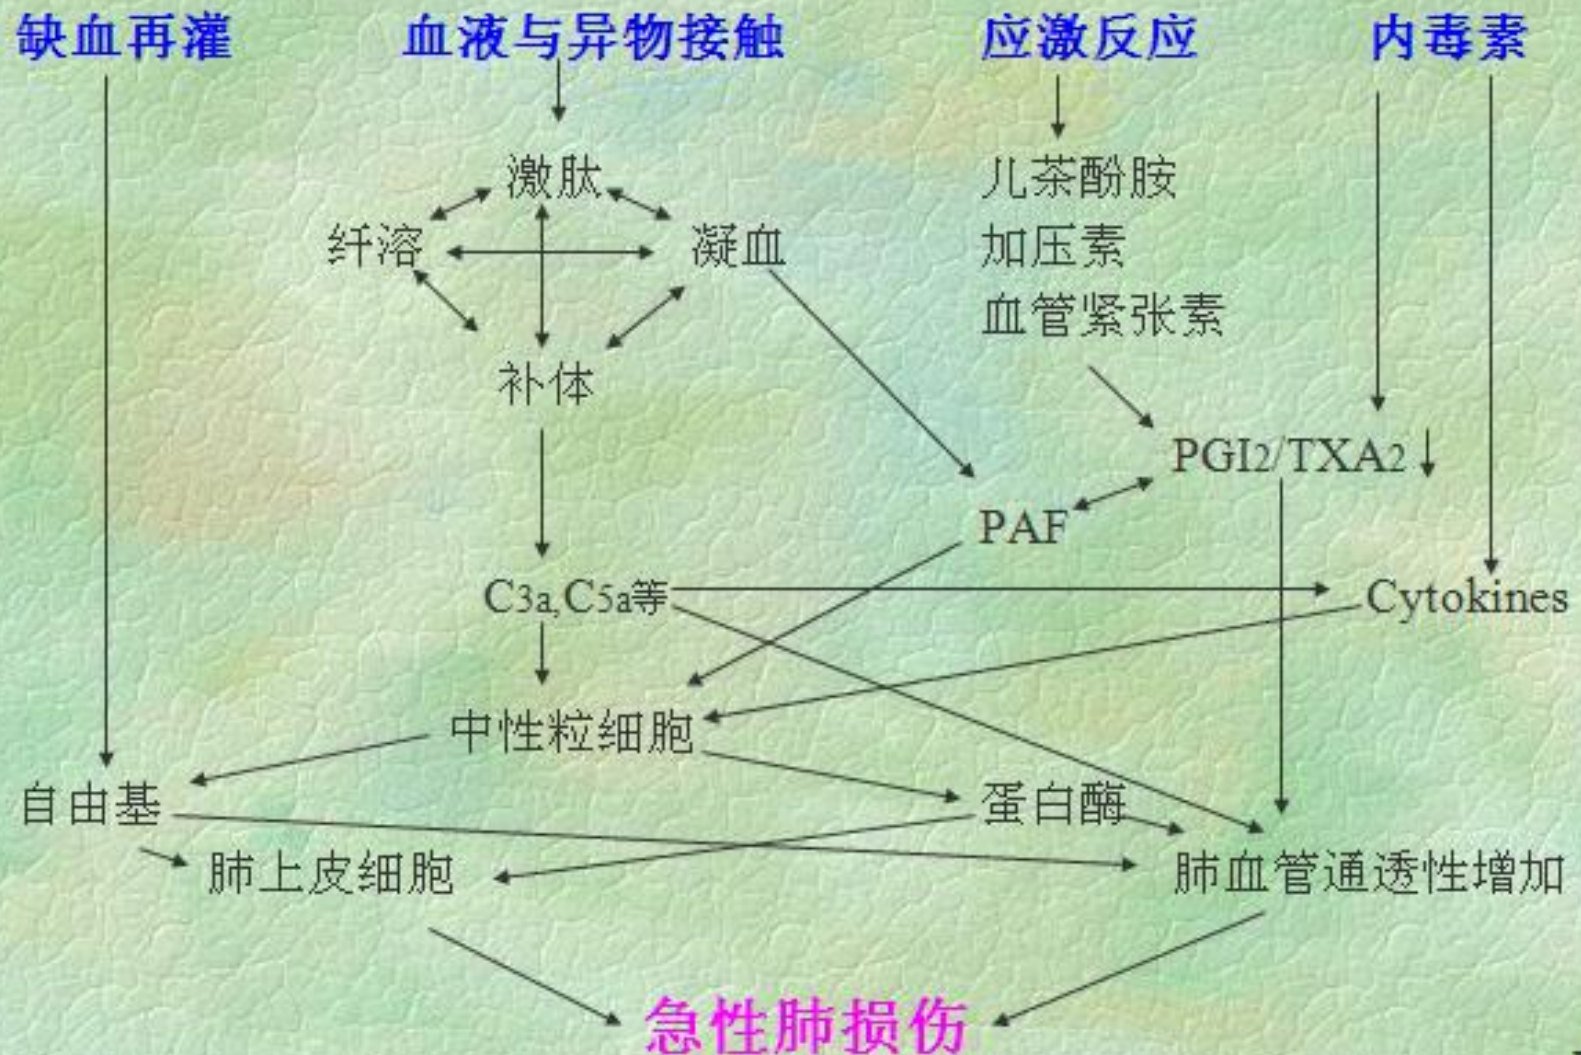 缺血再灌 血液与异物接触 应激反应 内毒素
激肽 儿茶酚胺
纤溶 凝血 加压素
血管紧张素
补体
PGI2/TXA2↓
PAF
C3a,C5a等 Cytokines
中性粒细胞
自由基 蛋白酶
肺上皮细胞 肺血管通透性增加
急性肺损伤